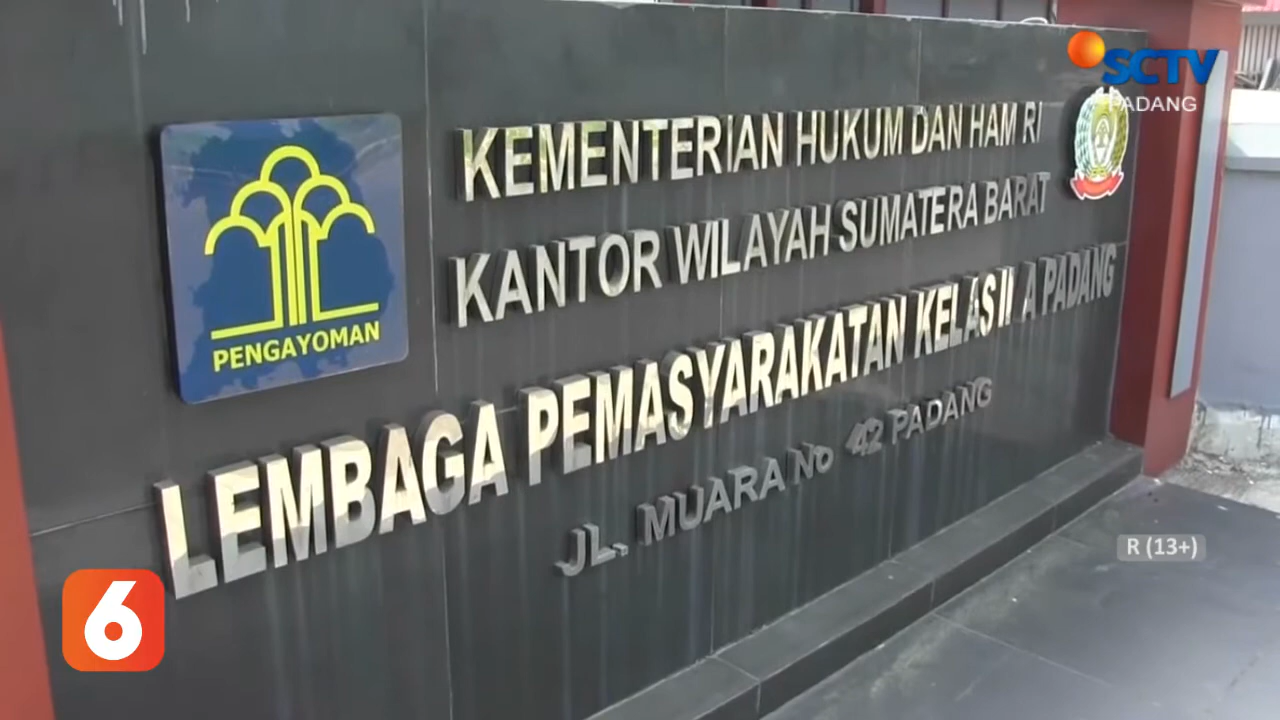 SCTV
PADANG
KEMENTERIAN HUKUM DAN HAM RI
KANTOR WILAYAH SUMATERA BARAT
PENGAYOMAN
LEMBAGA PEMASYARAKATAN KELAS II A PADANG
JL. MUARA No 42 PADANG
R (13+)
6